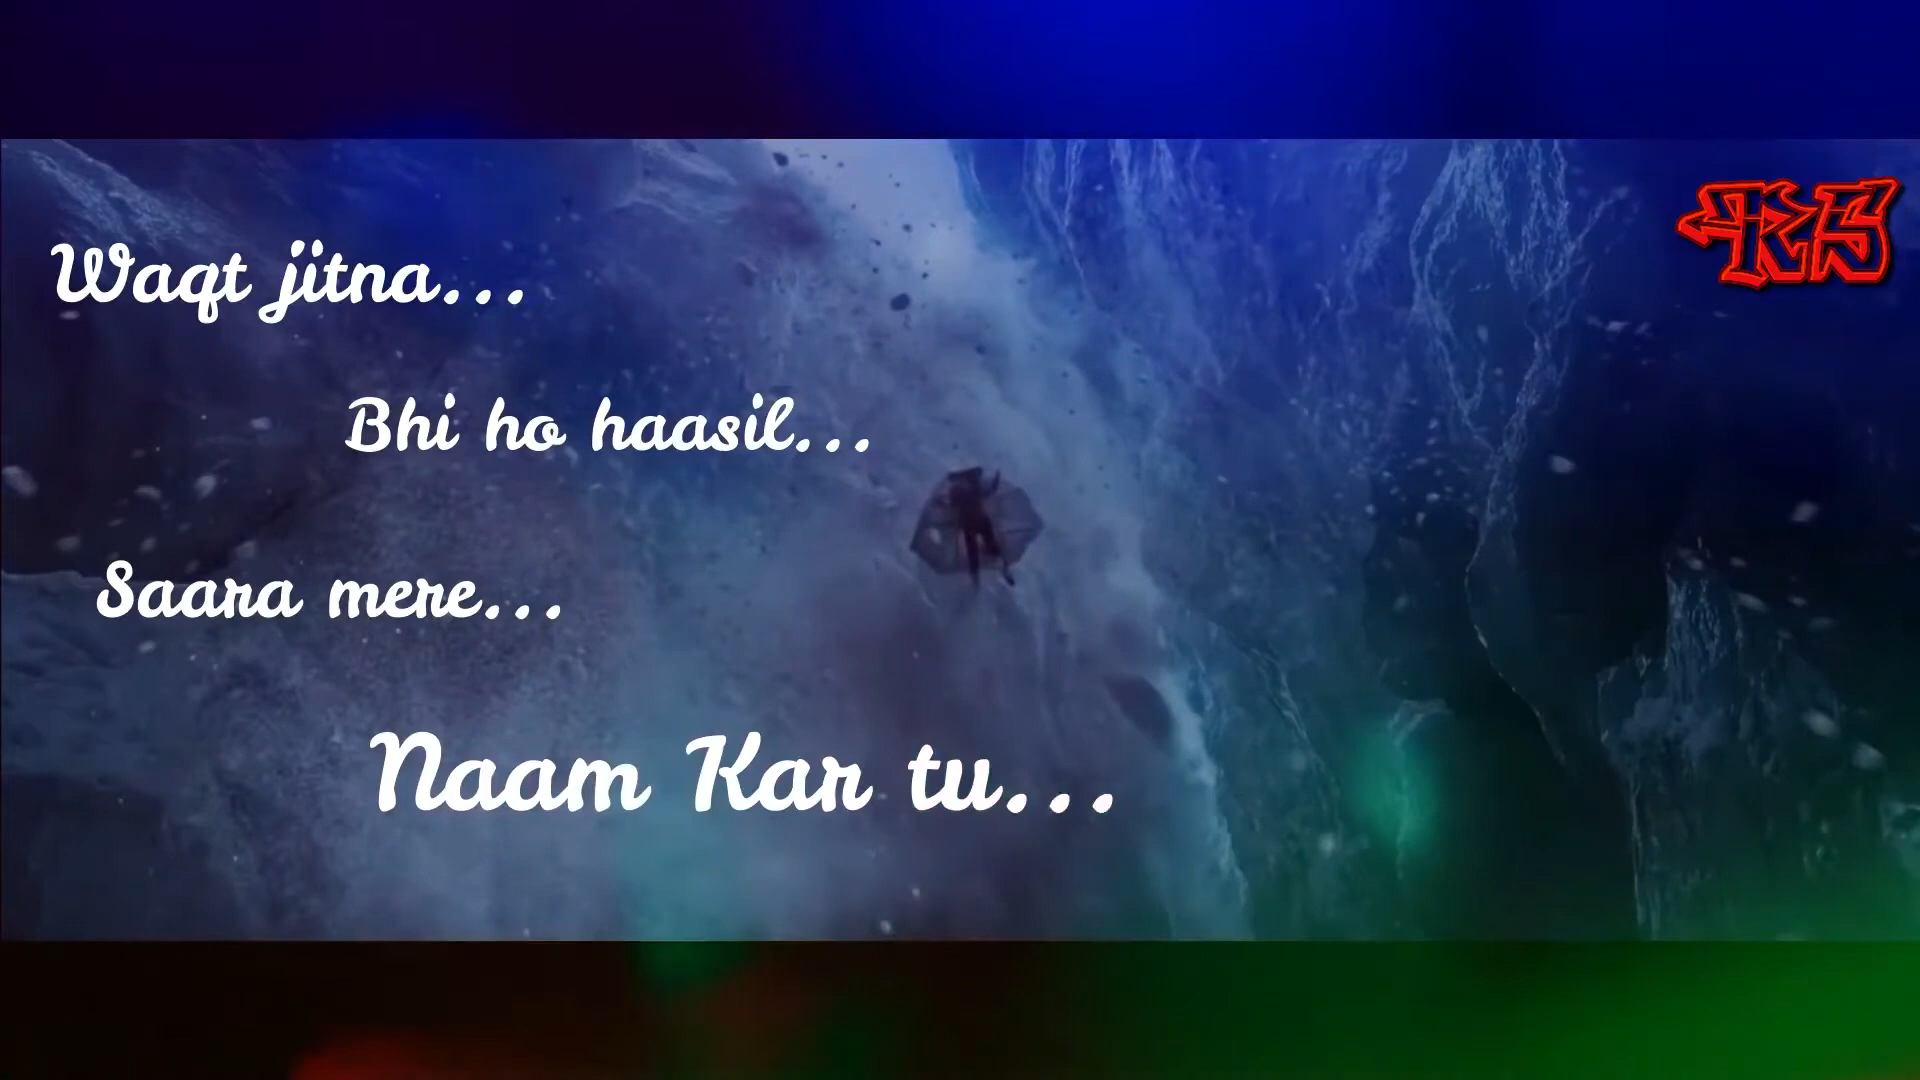 Waqt jitna...
Bhi ho haasil...
Saara mere...
Naam Kar tu...